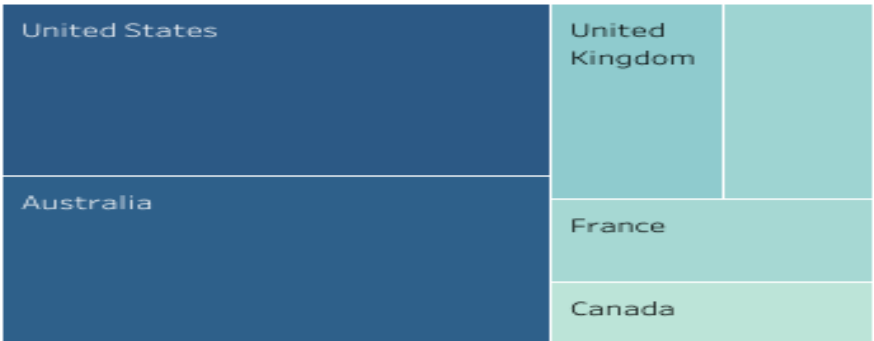 United States
United
Kingdom
Australia
France
Canada